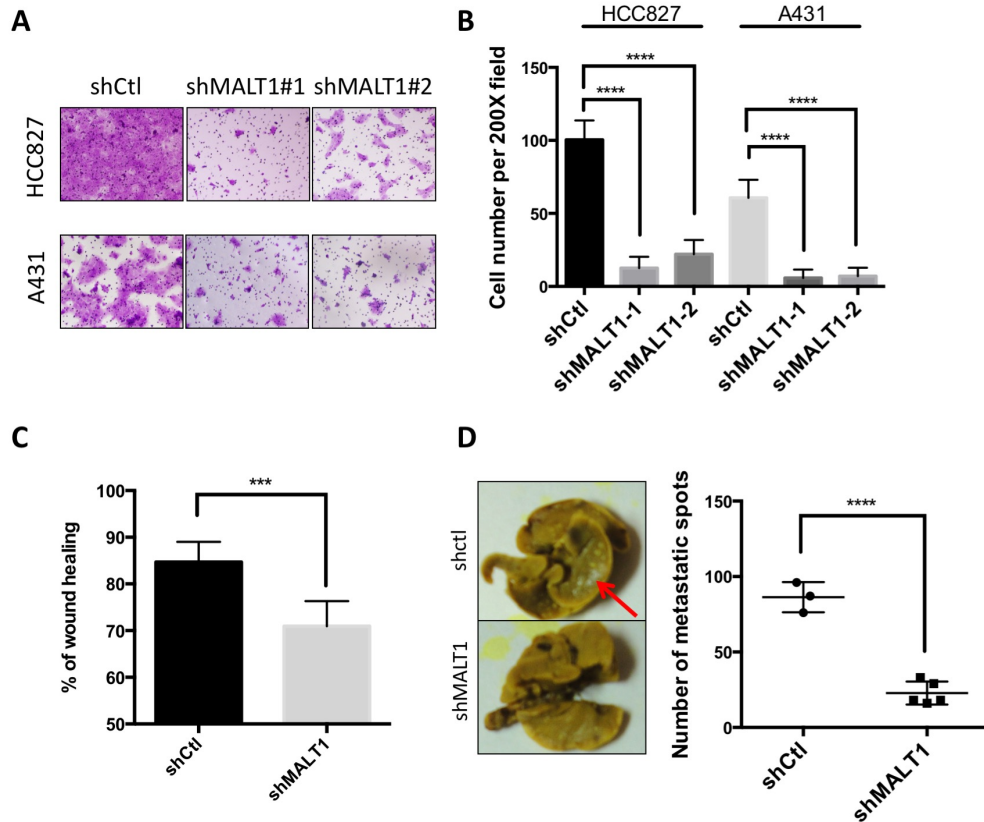 A
shCtl shMALT1#1 shMALT1#2
HCC827
A431
B
HCC827 A431
Cell number per 200X field
150
100
50
0
****
****
****
****
shCtl
shMALT1-1
shMALT1-2
shCtl
shMALT1-1
shMALT1-2
C
% of wound healing
100
90
80
70
60
50
***
shCtl
shMALT1
D
shctl
shMALT1
Number of metastatic spots
150
100
50
0
****
shCtl
shMALT1